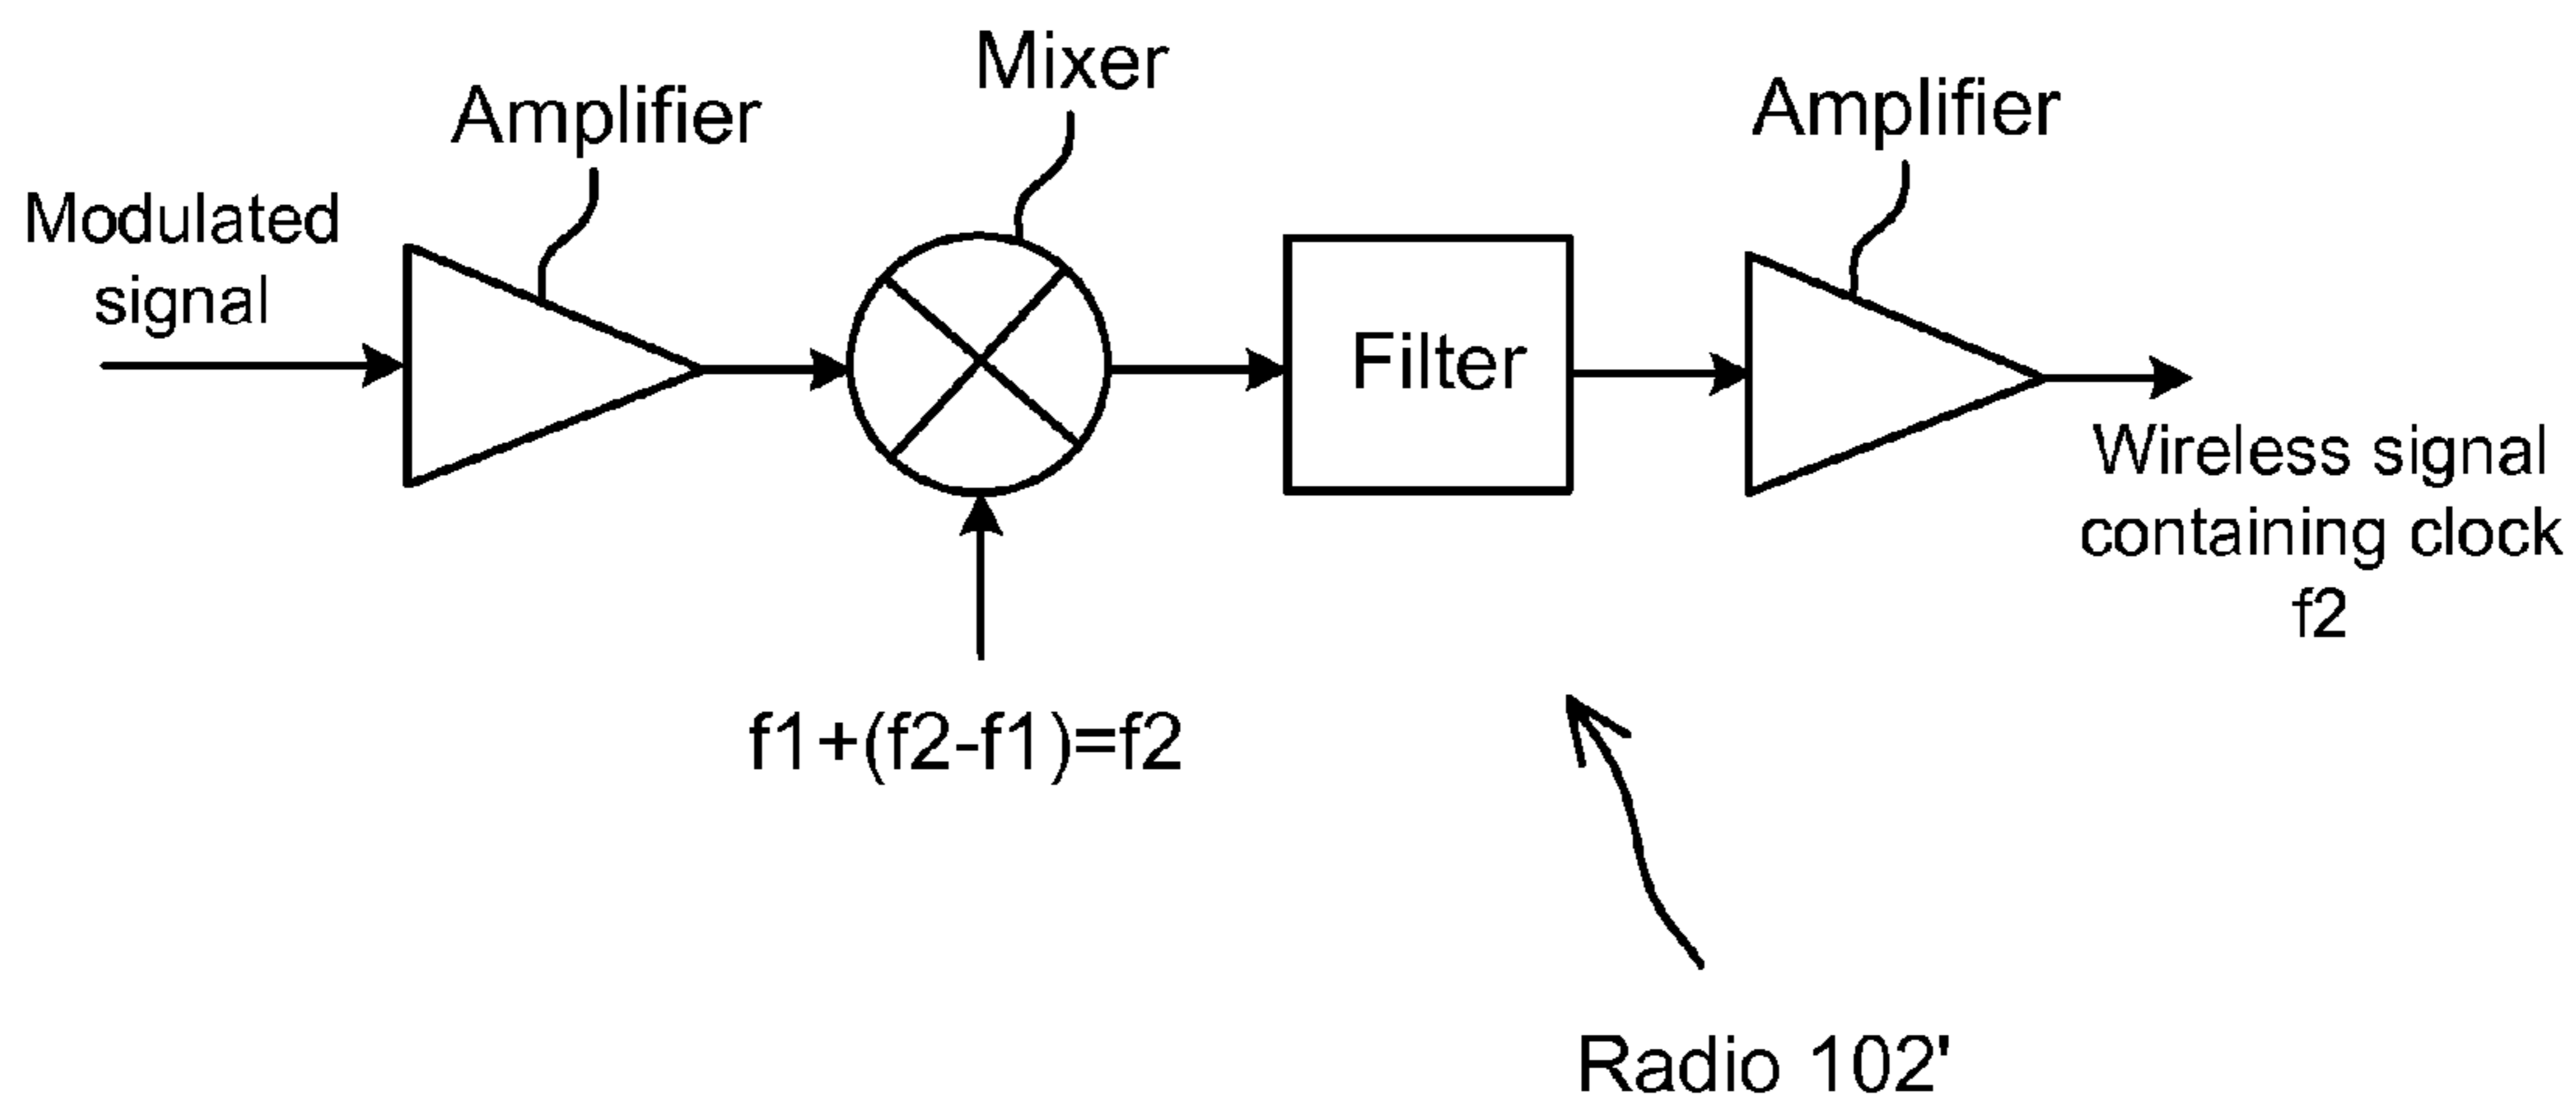 Mixer
Amplifier
Amplifier
Modulated
signal
Filter
Wireless signal
containing clock
f2
f1+(f2-f1)=f2
Radio 102'